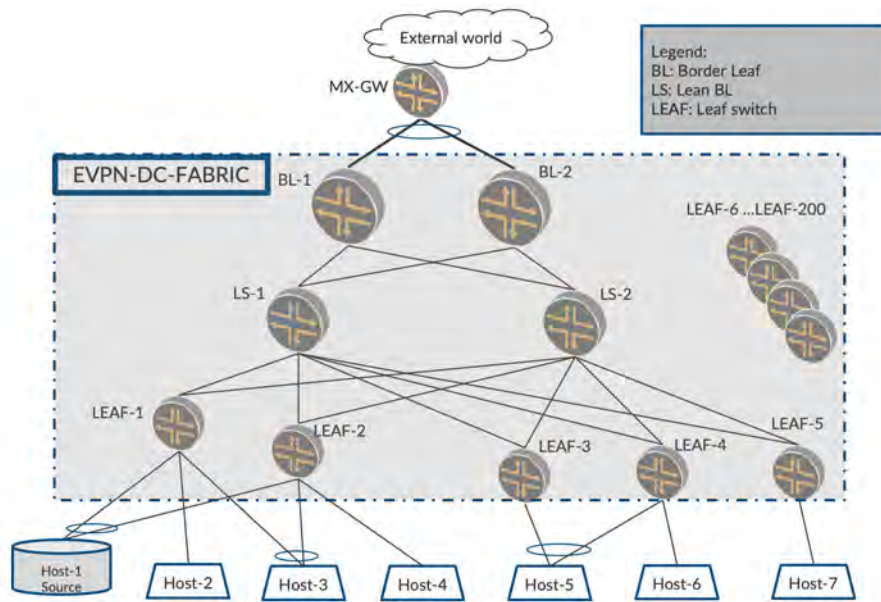 External world
MX-GW
Legend:
BL: Border Leaf
LS: Lean BL
LEAF: Leaf switch
EVPN-DC-FABRIC
BL-1
BL-2
LEAF-6 ...LEAF-200
LS-1
LS-2
LEAF-1
LEAF-2
LEAF-3
LEAF-4
LEAF-5
Host-1
Source
Host-2
Host-3
Host-4
Host-5
Host-6
Host-7